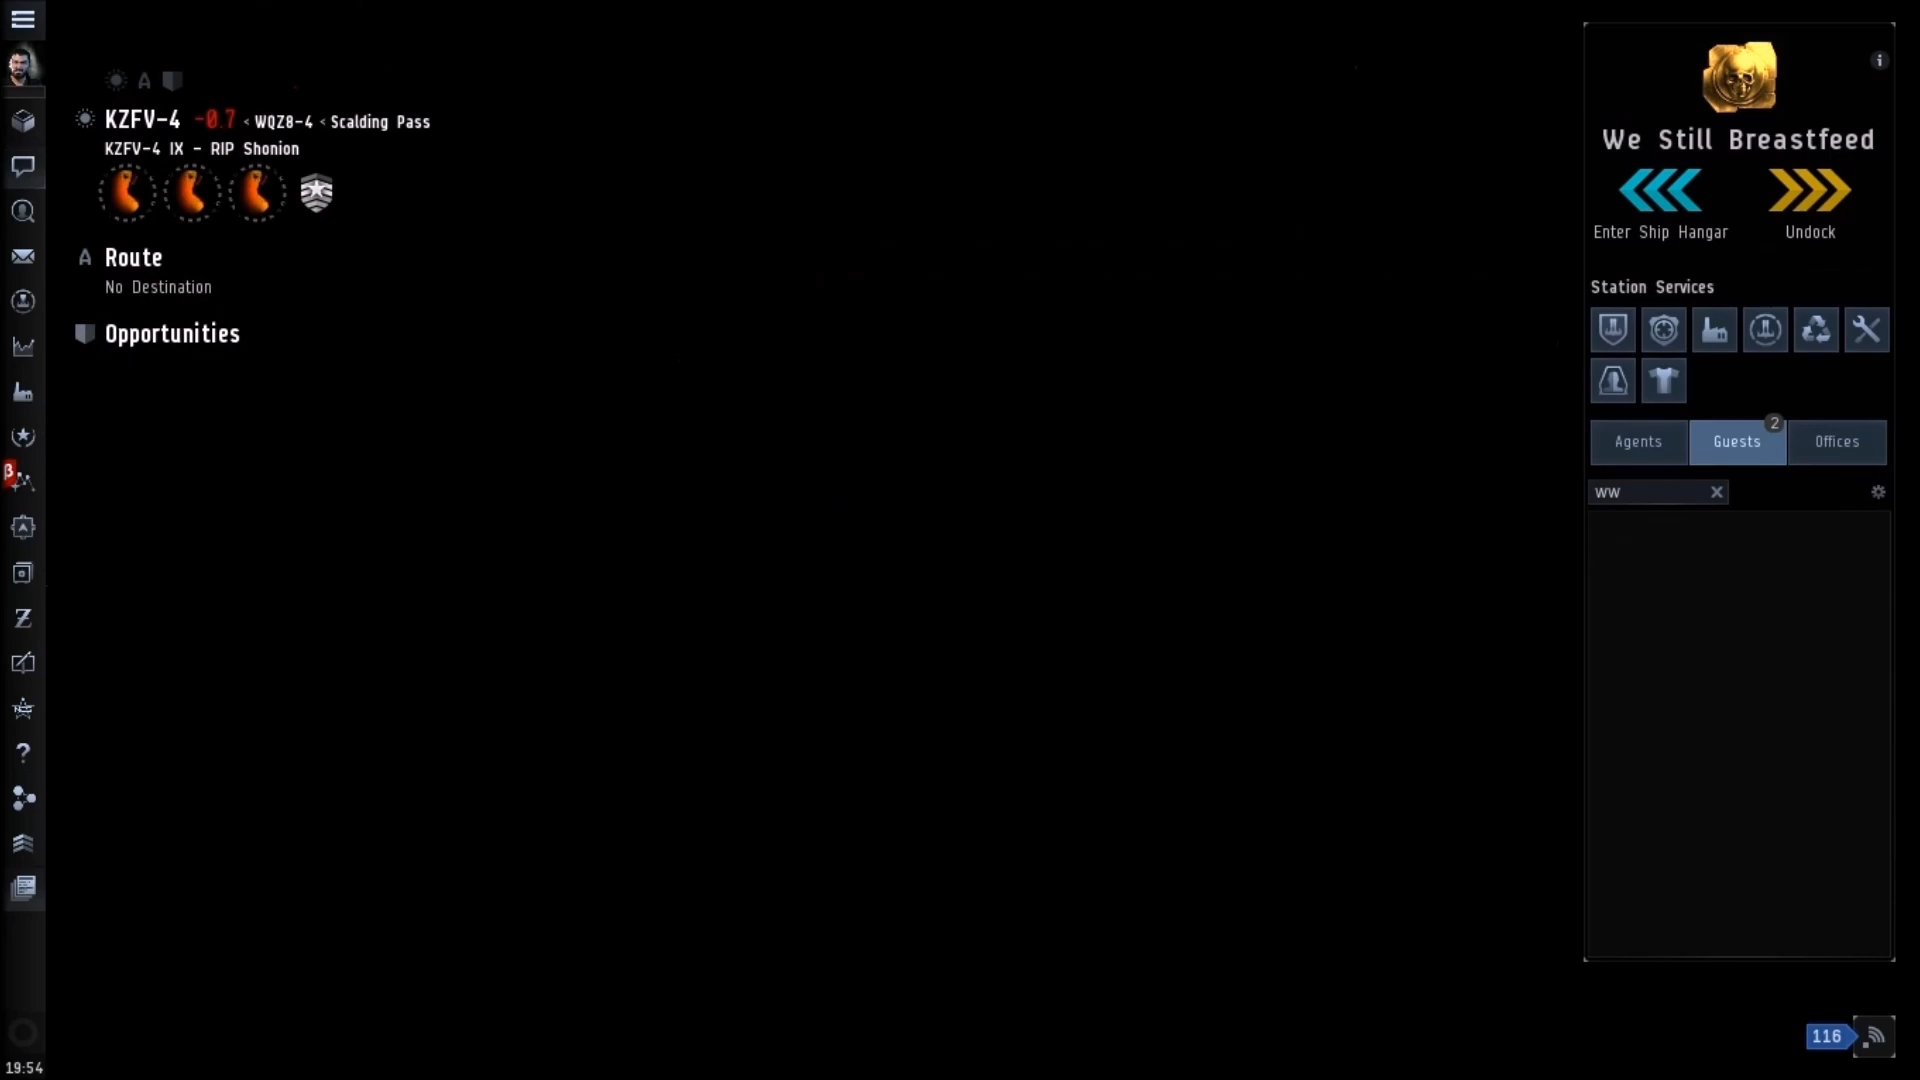 KZFV-4 -0.7 < WQZ8-4 < Scalding Pass
KZFV-4 IX - RIP Shonion
A Route
No Destination
Opportunities
We Still Breastfeed
Enter Ship Hangar Undock
Station Services
Agents Guests 2 Offices
ww
β
?
116
19:54